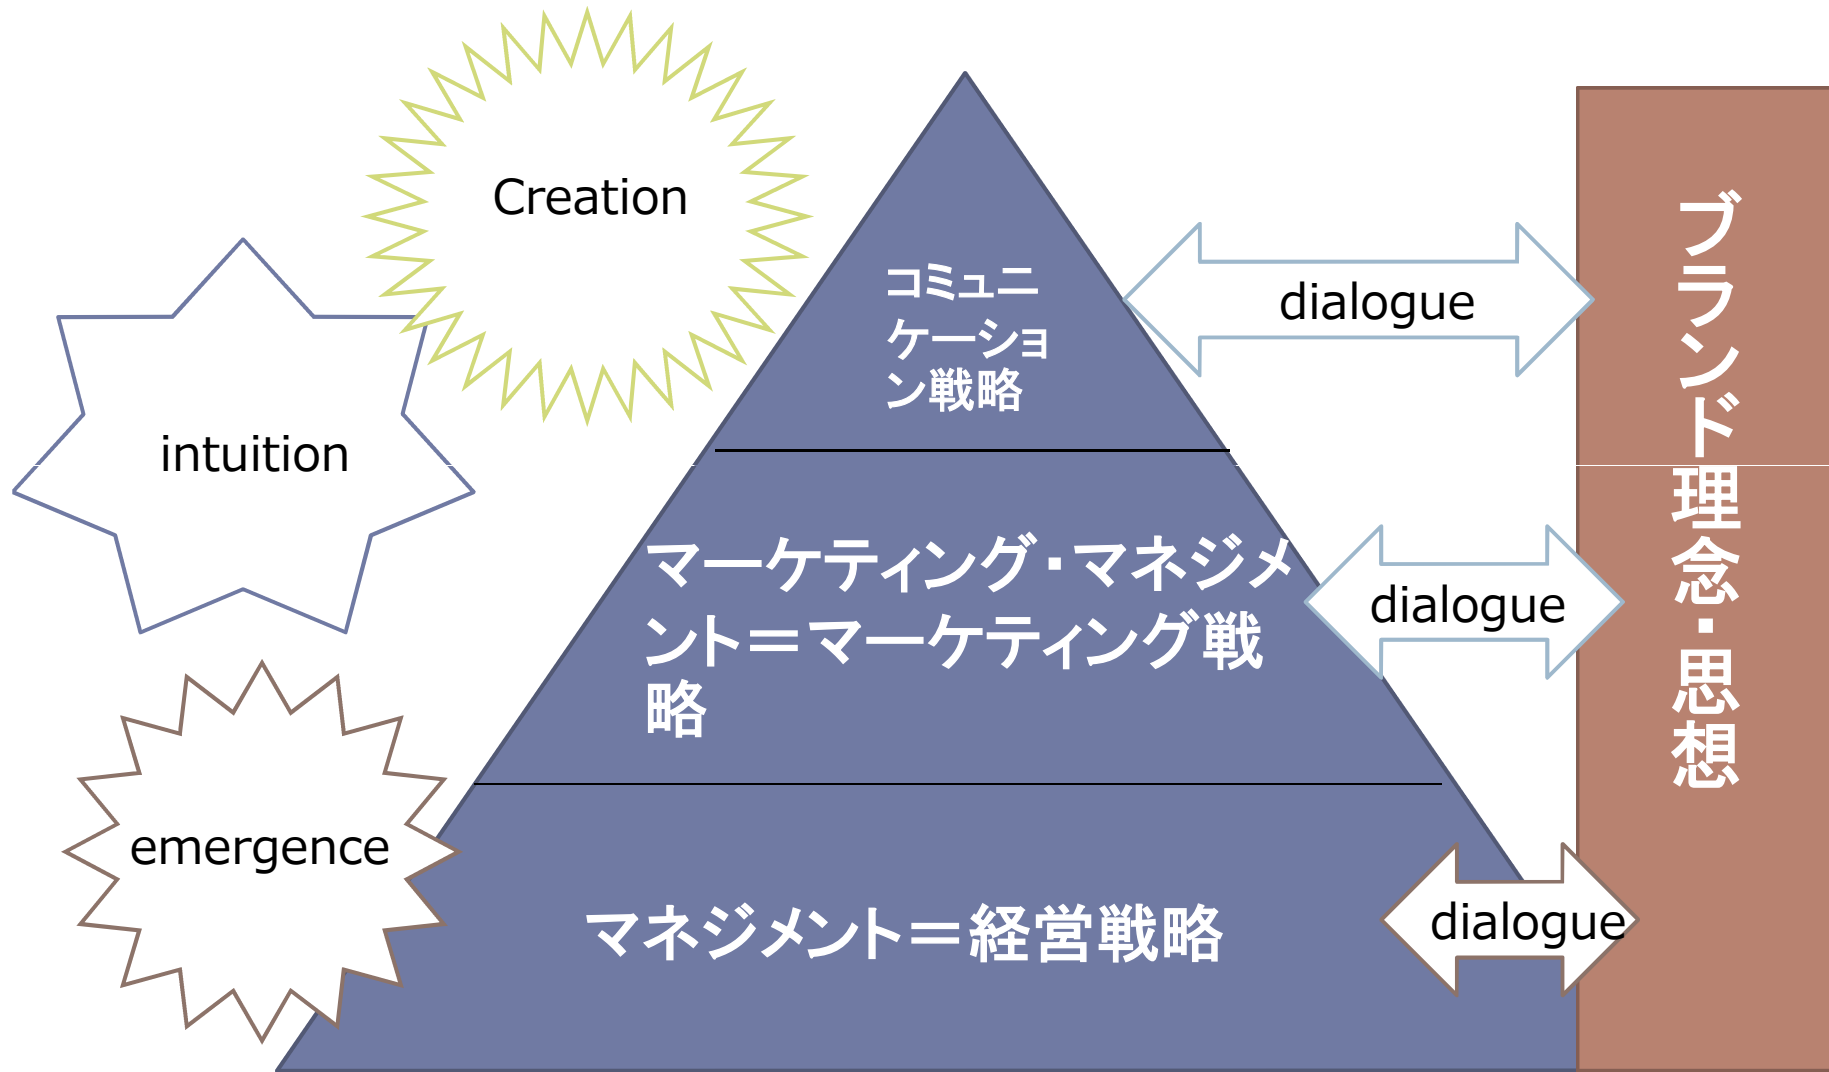 Creation
intuition
emergence
コミュニ
ケーショ
ン戦略
マーケティング・マネジメ
ント＝マーケティング戦
略
マネジメント＝経営戦略
dialogue
dialogue
dialogue
ブランド理念・思想